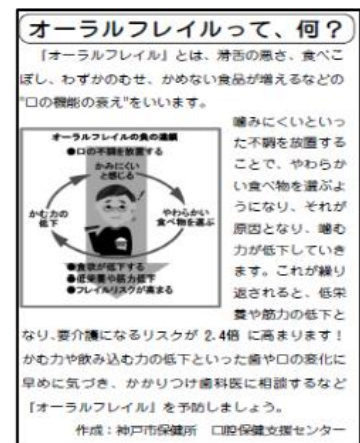 オーラルフレイルって、何?
『オーラルフレイル』とは、滑舌の悪さ、食べこ
ぼし、わずかのむせ、かめない食品が増えるなどの
"口の機能の衰え"をいいます。
オーラルフレイルの負の連鎖
●口の不調を放置する
かみにくい
と感じる
かむ力の
低下
やわらかい
食べ物を選ぶ
●食欲が低下する
●低栄養や筋力低下
●フレイルリスクが高まる
噛みにくいといっ
た不調を放置する
ことで、やわらか
い食べ物を選ぶよ
うになり、それが
原因となり、噛む
力が低下していき
ます。これが繰り
返されると、低栄
養や筋力の低下と
なり、要介護になるリスクが 2.4倍 に高まります!
かむ力や飲み込む力の低下といった歯や口の変化に
早めに気づき、かかりつけ歯科医に相談するなど
『オーラルフレイル』を予防しましょう。
作成:神戸市保健所 口腔保健支援センター